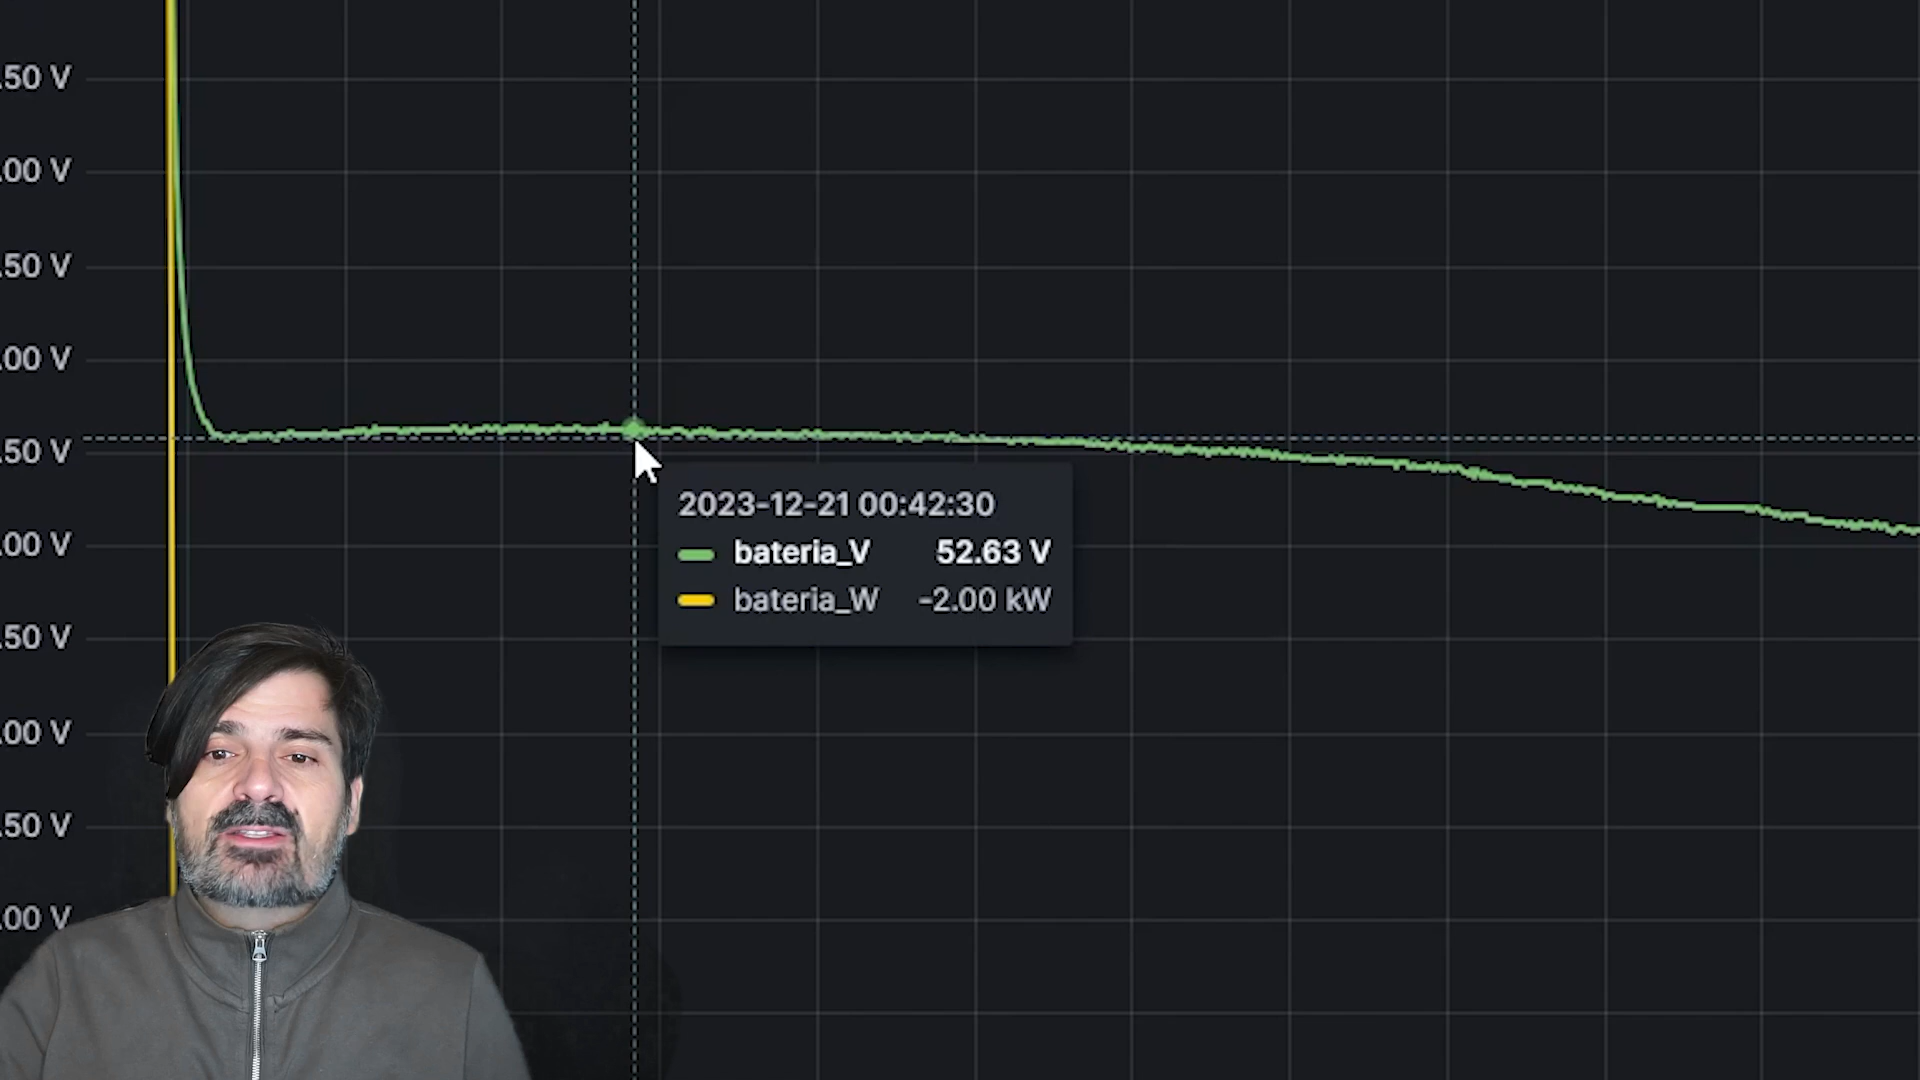 .50 V
.00 V
.50 V
.00 V
.50 V
.00 V
.50 V
.00 V
.50 V
.00 V
2023-12-21 00:42:30
bateria_V 52.63 V
bateria_W -2.00 kW